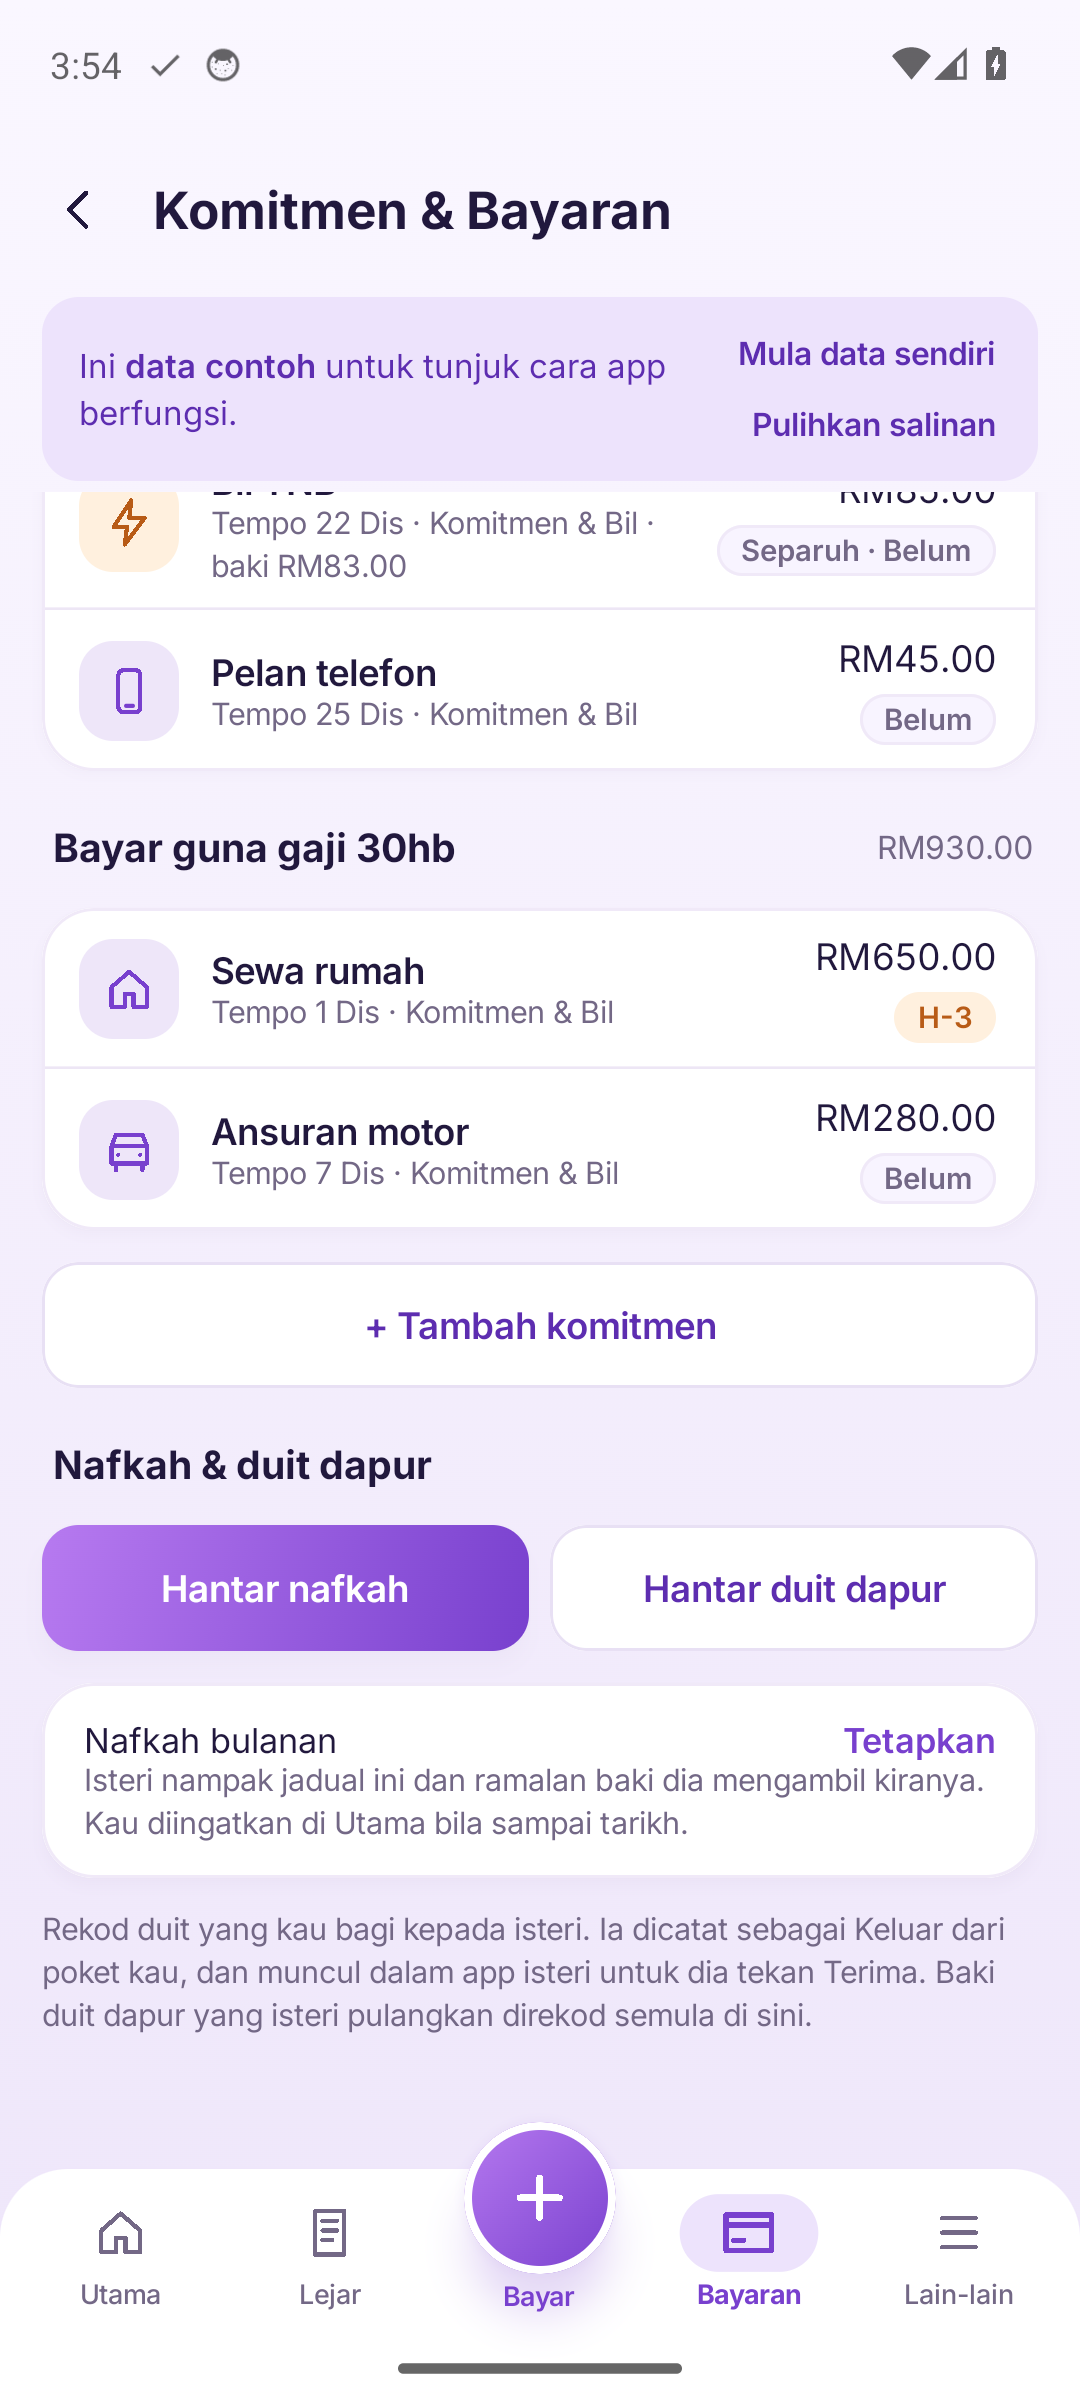 3:54
Komitmen & Bayaran
Ini data contoh untuk tunjuk cara app
berfungsi.
Mula data sendiri
Pulihkan salinan
Tempo 22 Dis · Komitmen & Bil ·
baki RM83.00
Separuh · Belum
Pelan telefon
Tempo 25 Dis · Komitmen & Bil
RM45.00
Belum
Bayar guna gaji 30hb
RM930.00
Sewa rumah
Tempo 1 Dis · Komitmen & Bil
RM650.00
H-3
Ansuran motor
Tempo 7 Dis · Komitmen & Bil
RM280.00
Belum
+ Tambah komitmen
Nafkah & duit dapur
Hantar nafkah
Hantar duit dapur
Nafkah bulanan
Tetapkan
Isteri nampak jadual ini dan ramalan baki dia mengambil kiranya.
Kau diingatkan di Utama bila sampai tarikh.
Rekod duit yang kau bagi kepada isteri. Ia dicatat sebagai Keluar dari
poket kau, dan muncul dalam app isteri untuk dia tekan Terima. Baki
duit dapur yang isteri pulangkan direkod semula di sini.
Utama
Lejar
Bayar
Bayaran
Lain-lain